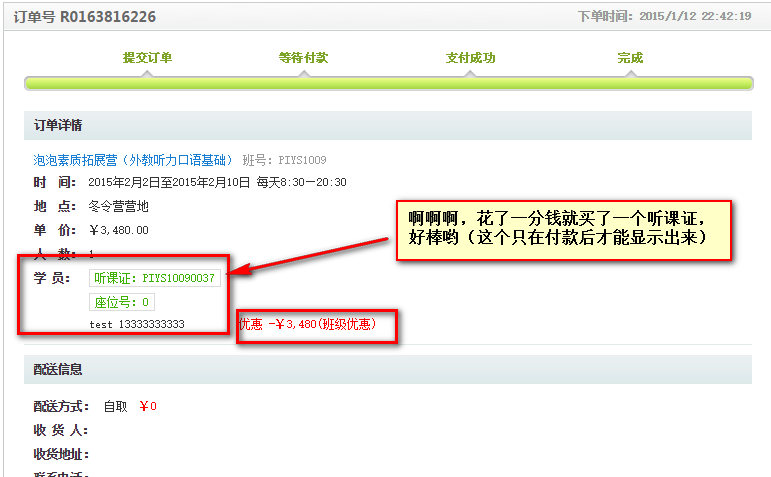 订单号 R0163816226
下单时间：2015/1/12 22:42:19
提交订单 等待付款 支付成功 完成
订单详情
泡泡素质拓展营（外教听力口语基础） 班号：PIYS1009
时 间： 2015年2月2日至2015年2月10日 每天8:30—20:30
地 点： 冬令营营地
单 价：￥3,480.00
人 数：1
啊啊啊，花了一分钱就买了一个听课证，
好棒哟（这个只在付款后才能显示出来）
学 员： 听课证：PIYS10090037
座位号：0
test 13333333333 优惠 -￥3,480(班级优惠)
配送信息
配送方式： 自取 ￥0
收 货 人：
收货地址：
联系电话：